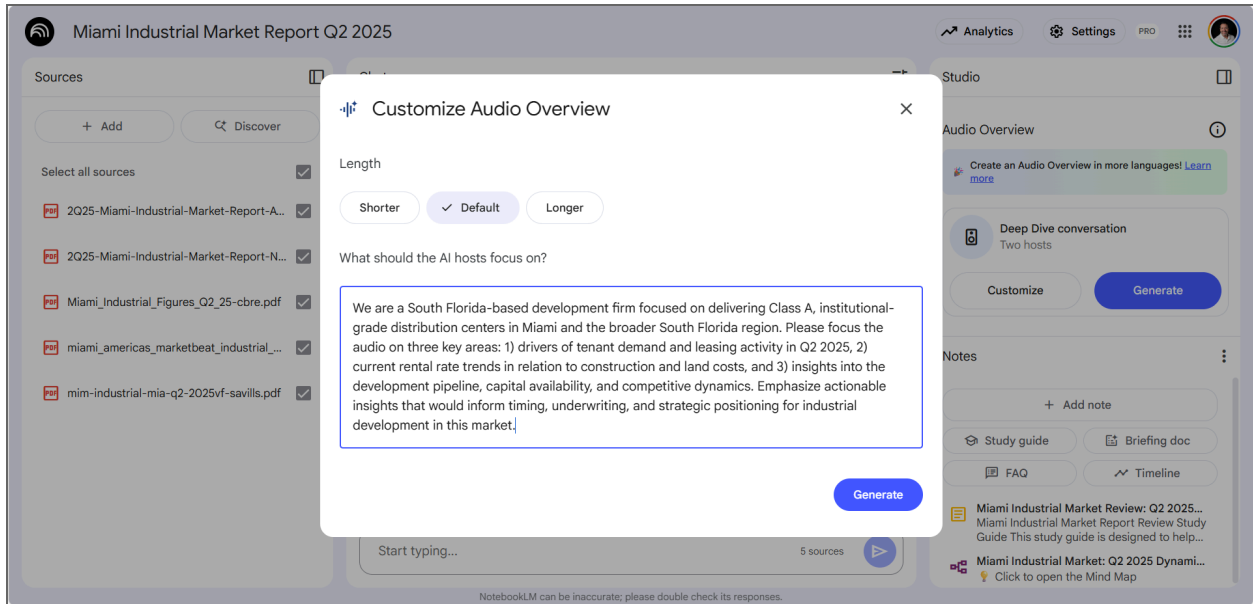 Miami Industrial Market Report Q2 2025
Analytics
Settings
PRO
Sources
+ Add
Discover
Select all sources
PDF 2Q25-Miami-Industrial-Market-Report-A...
PDF 2Q25-Miami-Industrial-Market-Report-N...
PDF Miami_Industrial_Figures_Q2_25-cbre.pdf
PDF miami_americas_marketbeat_industrial_...
PDF mim-industrial-mia-q2-2025vf-savills.pdf
Customize Audio Overview
Length
Shorter
Default
Longer
What should the AI hosts focus on?
We are a South Florida-based development firm focused on delivering Class A, institutional-
grade distribution centers in Miami and the broader South Florida region. Please focus the
audio on three key areas: 1) drivers of tenant demand and leasing activity in Q2 2025, 2)
current rental rate trends in relation to construction and land costs, and 3) insights into the
development pipeline, capital availability, and competitive dynamics. Emphasize actionable
insights that would inform timing, underwriting, and strategic positioning for industrial
development in this market.
Generate
Start typing...
5 sources
Studio
Audio Overview
Create an Audio Overview in more languages! Learn
more
Deep Dive conversation
Two hosts
Customize
Generate
Notes
+ Add note
Study guide
Briefing doc
FAQ
Timeline
Miami Industrial Market Review: Q2 2025...
Miami Industrial Market Report Review Study
Guide This study guide is designed to help...
Miami Industrial Market: Q2 2025 Dynami...
Click to open the Mind Map
NotebookLM can be inaccurate; please double check its responses.